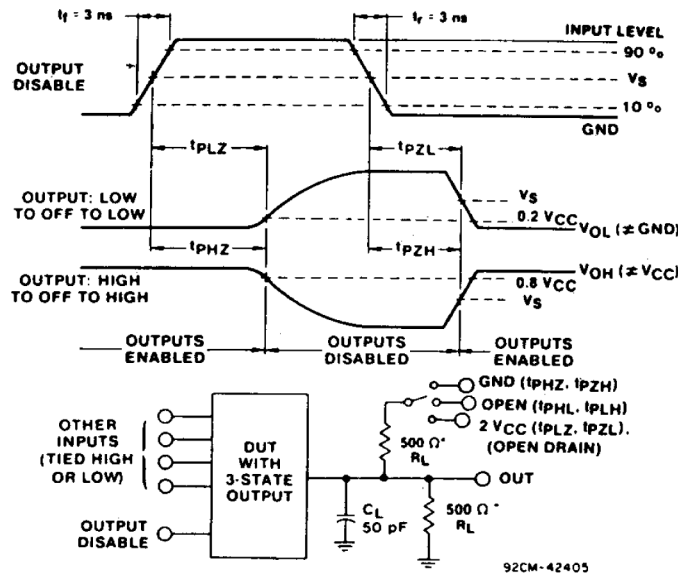 tf = 3 ns
tr = 3 ns
INPUT LEVEL
90 %
OUTPUT
DISABLE
VS
10 %
GND
tPLZ
tPZL
OUTPUT: LOW
TO OFF TO LOW
VS
0.2 VCC
VOL (≠ GND)
tPHZ
tPZH
OUTPUT: HIGH
TO OFF TO HIGH
VOH (≠ VCC)
0.8 VCC
VS
OUTPUTS
ENABLED
OUTPUTS
DISABLED
OUTPUTS
ENABLED
OTHER
INPUTS
(TIED HIGH
OR LOW)
OUTPUT
DISABLE
DUT
WITH
3-STATE
OUTPUT
GND (tPHZ, tPZH)
OPEN (tPHL, tPLH)
2 VCC (tPLZ, tPZL),
(OPEN DRAIN)
500 Ω*
RL
OUT
CL
50 pF
500 Ω*
RL
92CM-42405